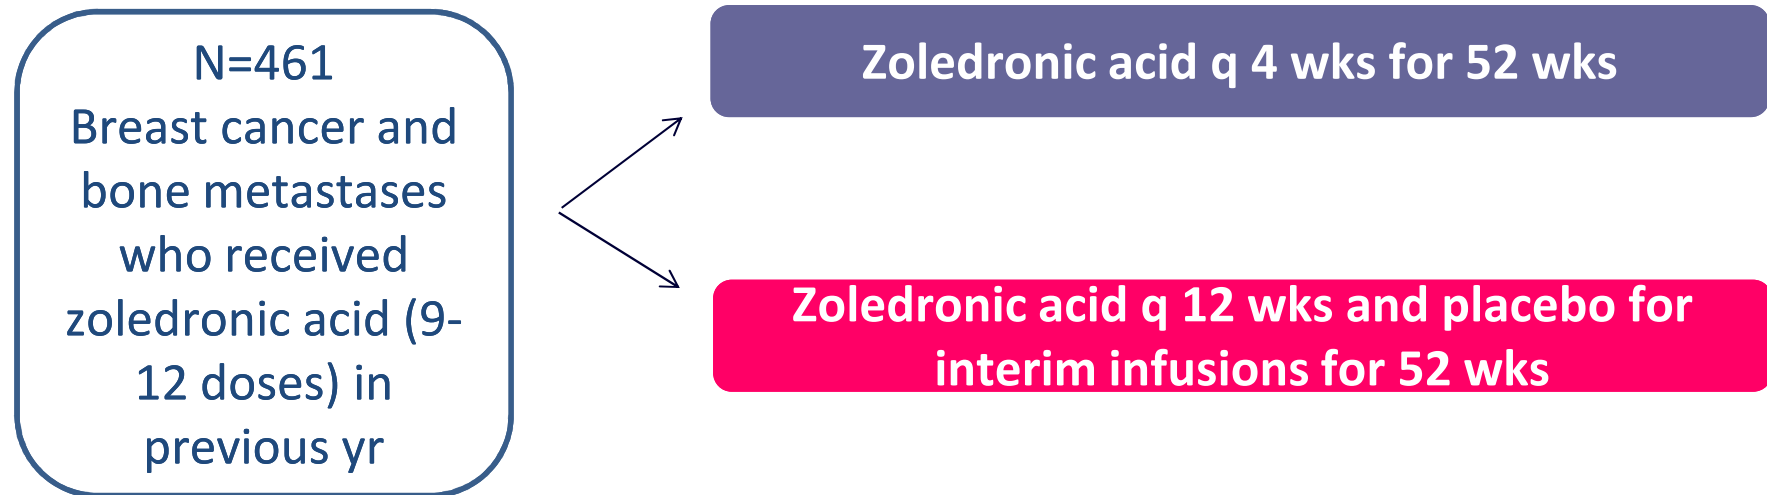 N=461
Breast cancer and
bone metastases
who received
zoledronic acid (9-
12 doses) in
previous yr
Zoledronic acid q 4 wks for 52 wks
Zoledronic acid q 12 wks and placebo for
interim infusions for 52 wks